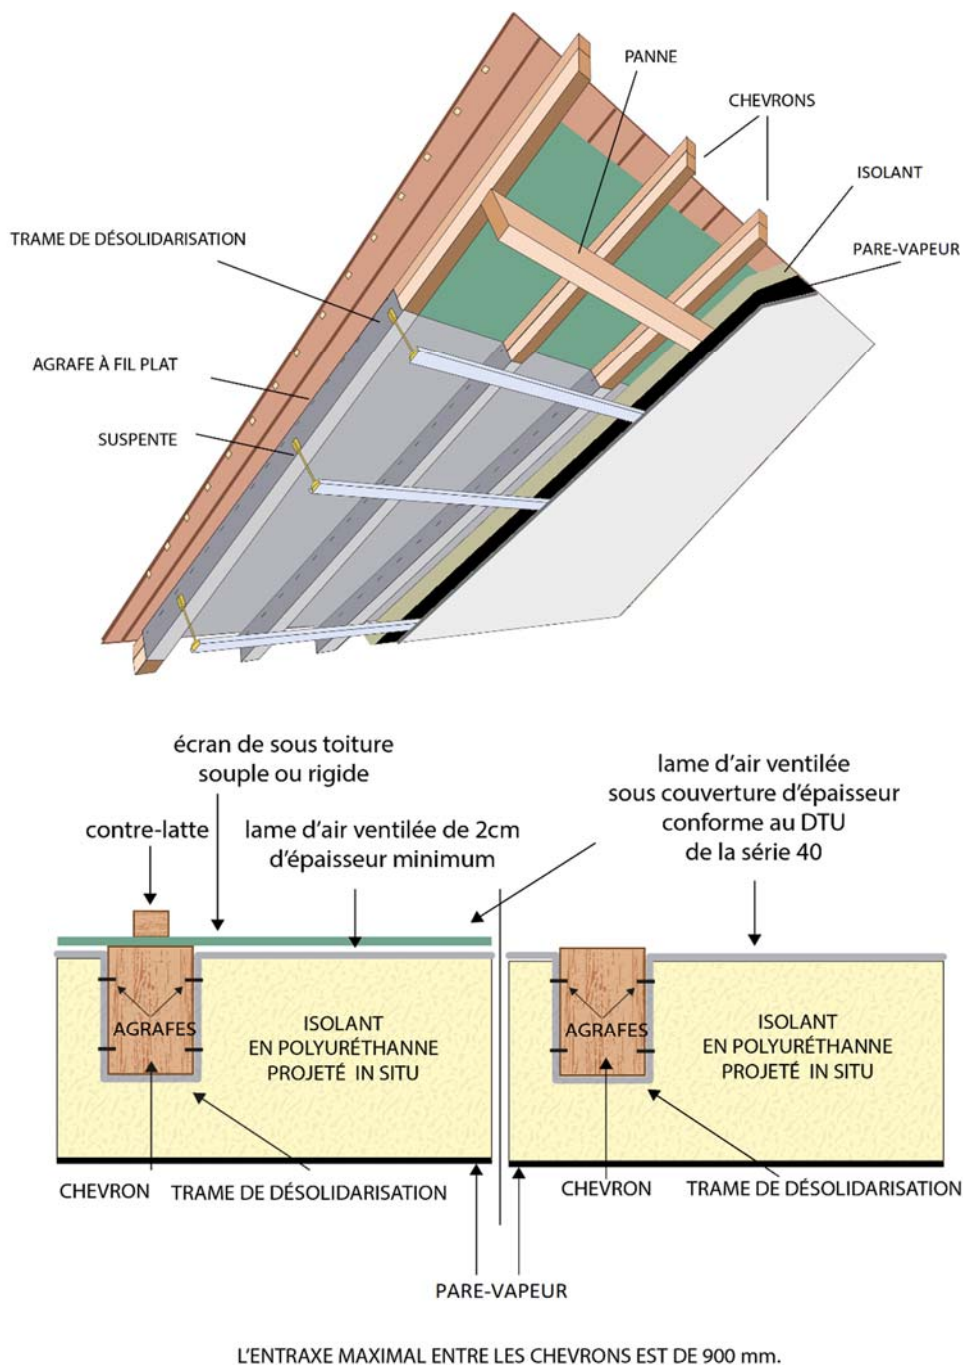 PANNE
CHEVRONS
ISOLANT
TRAME DE DÉSOLIDARISATION
PARE-VAPEUR
AGRAFE À FIL PLAT
SUSPENTE
écran de sous toiture
souple ou rigide
lame d'air ventilée
sous couverture d'épaisseur
conforme au DTU
de la série 40
contre-latte
lame d'air ventilée de 2cm
d'épaisseur minimum
AGRAFES
ISOLANT
EN POLYURÉTHANNE
PROJETÉ IN SITU
AGRAFES
ISOLANT
EN POLYURÉTHANNE
PROJETÉ IN SITU
CHEVRON
TRAME DE DÉSOLIDARISATION
CHEVRON
TRAME DE DÉSOLIDARISATION
PARE-VAPEUR
L'ENTRAXE MAXIMAL ENTRE LES CHEVRONS EST DE 900 mm.